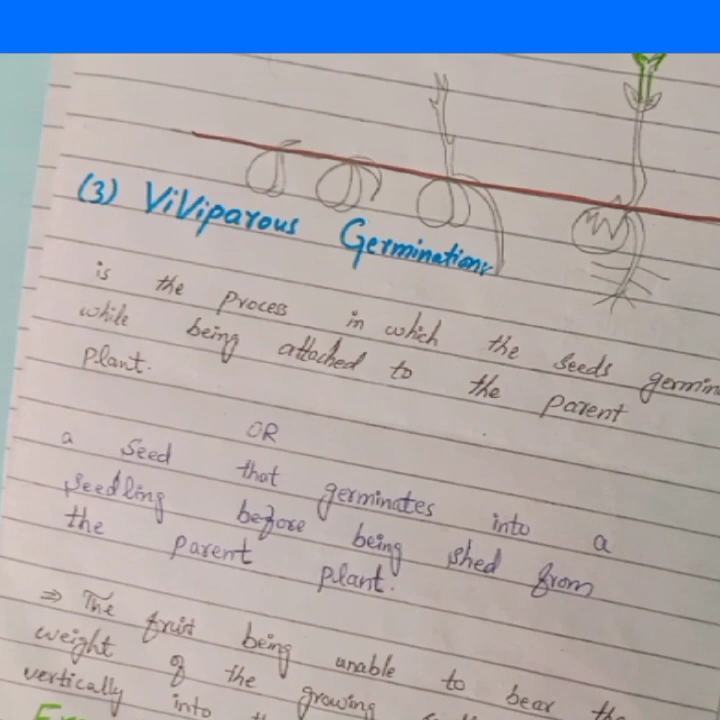 (3) ViViparous Germination:
is the process in which the seeds germin
while being attached to the parent
plant.
OR
a seed that germinates into a
seedling before being shed from
the parent plant.
⇒ The fruit being unable to bear the
weight of the growing
vertically into